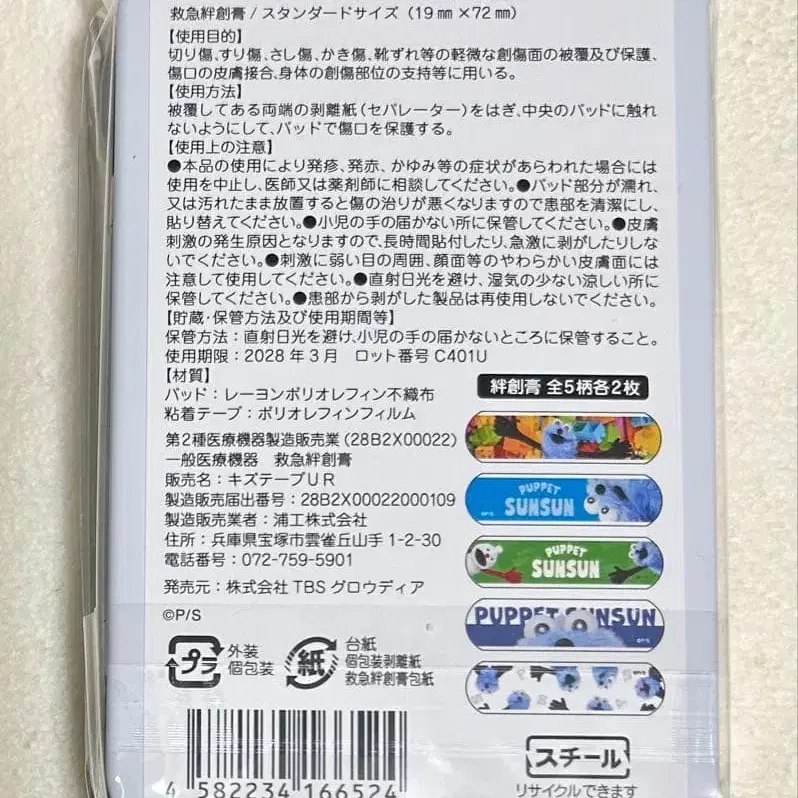 救急絆創膏/スタンダードサイズ(19㎜×72㎜)
【使用目的】
切り傷、すり傷、さし傷、かき傷、靴ずれ等の軽微な創傷面の被覆及び保護、
傷口の皮膚接合、身体の創傷部位の支持等に用いる。
【使用方法】
被覆してある両端の剥離紙(セパレーター)をはぎ、中央のパッドに触れ
ないようにして、パッドで傷口を保護する。
【使用上の注意】
●本品の使用により発疹、発赤、かゆみ等の症状があらわれた場合には
使用を中止し、医師又は薬剤師に相談してください。●パッド部分が濡れ、
又は汚れたまま放置すると傷の治りが悪くなりますので患部を清潔にし、
貼り替えてください。●小児の手の届かない所に保管してください。●皮膚
刺激の発生原因となりますので、長時間貼付したり、急激に剥がしたりしな
いでください。●刺激に弱い目の周囲、顔面等のやわらかい皮膚面には
注意して使用してください。●直射日光を避け、湿気の少ない涼しい所に
保管してください。●患部から剥がした製品は再使用しないでください。
【貯蔵・保管方法及び使用期間等】
保管方法:直射日光を避け、小児の手の届かないところに保管すること。
使用期限:2028年3月 ロット番号C401U
【材質】
パッド:レーヨンポリオレフィン不織布
粘着テープ:ポリオレフィンフィルム
第2種医療機器製造販売業(28B2X00022)
一般医療機器 救急絆創膏
販売名:キズテープUR
製造販売届出番号:28B2X00022000109
製造販売業者:浦工株式会社
住所:兵庫県宝塚市雲雀丘山手1-2-30
電話番号:072-759-5901
発売元:株式会社TBSグロウディア
©P/S
プラ
外装
個包装
紙
台紙
個包装剥離紙
救急絆創膏包紙
4 582234 166524
絆創膏 全5柄各2枚
PUPPET
SUNSUN
PUPPET
SUNSUN
PUPPET SUNSUN
スチール
リサイクルできます